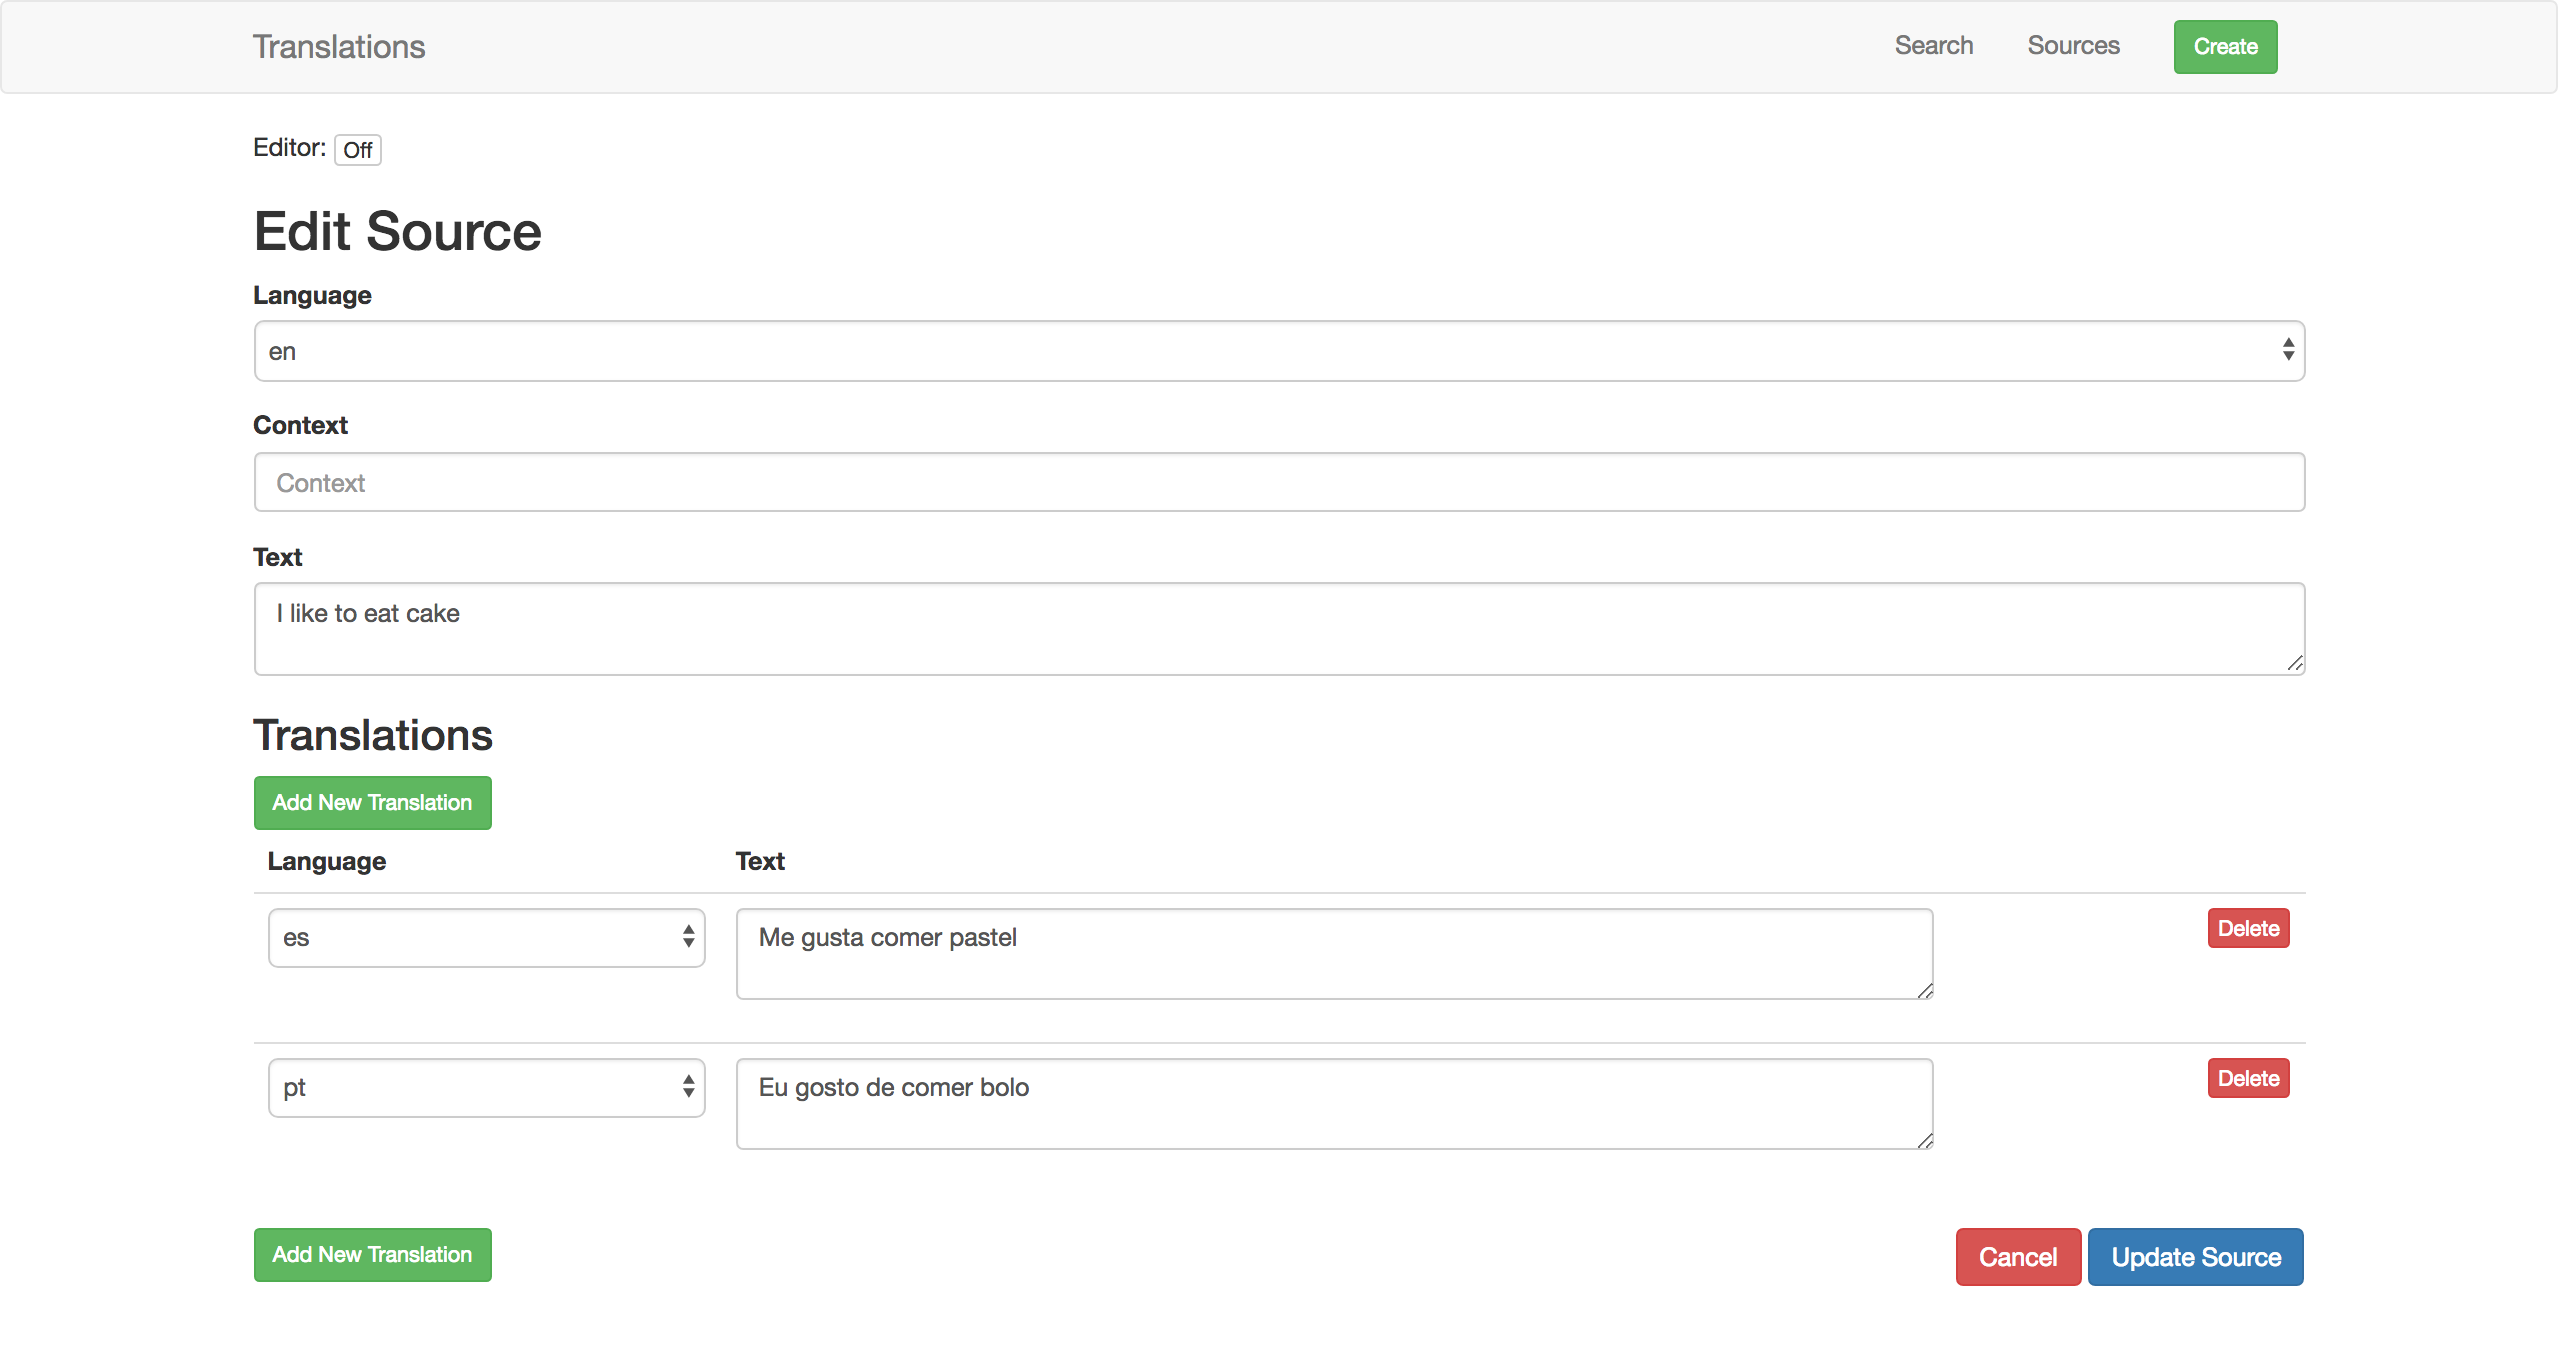 Translations
Search
Sources
Create
Editor: Off
Edit Source
Language
en
Context
Context
Text
I like to eat cake
Translations
Add New Translation
Language
Text
es
Me gusta comer pastel
Delete
pt
Eu gosto de comer bolo
Delete
Add New Translation
Cancel
Update Source